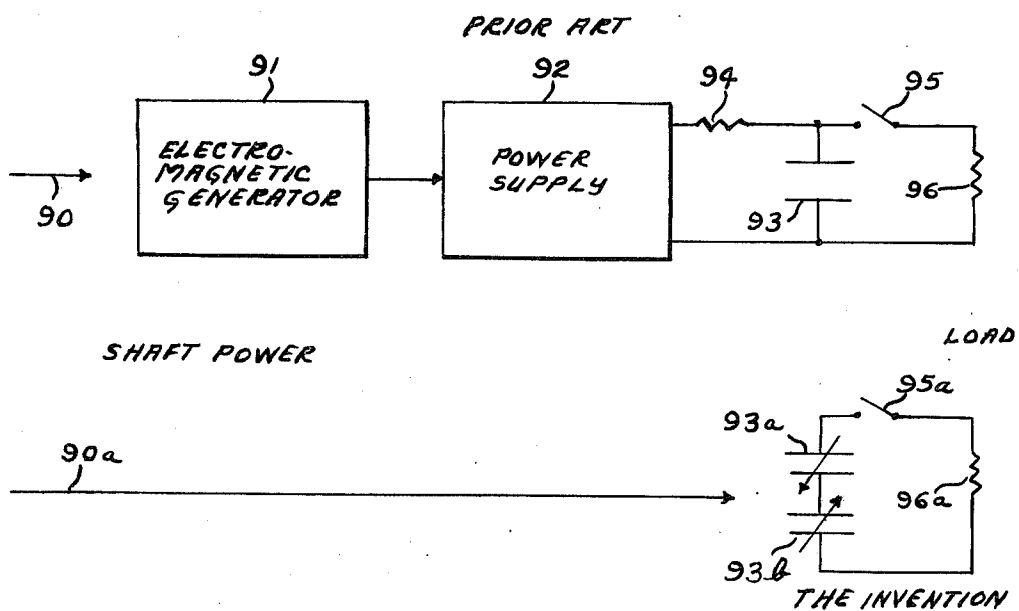 PRIOR ART
91
92
94
95
ELECTRO-
MAGNETIC
GENERATOR
POWER
SUPPLY
90
93
96
SHAFT POWER
LOAD
95a
93a
90a
96a
93b
THE INVENTION